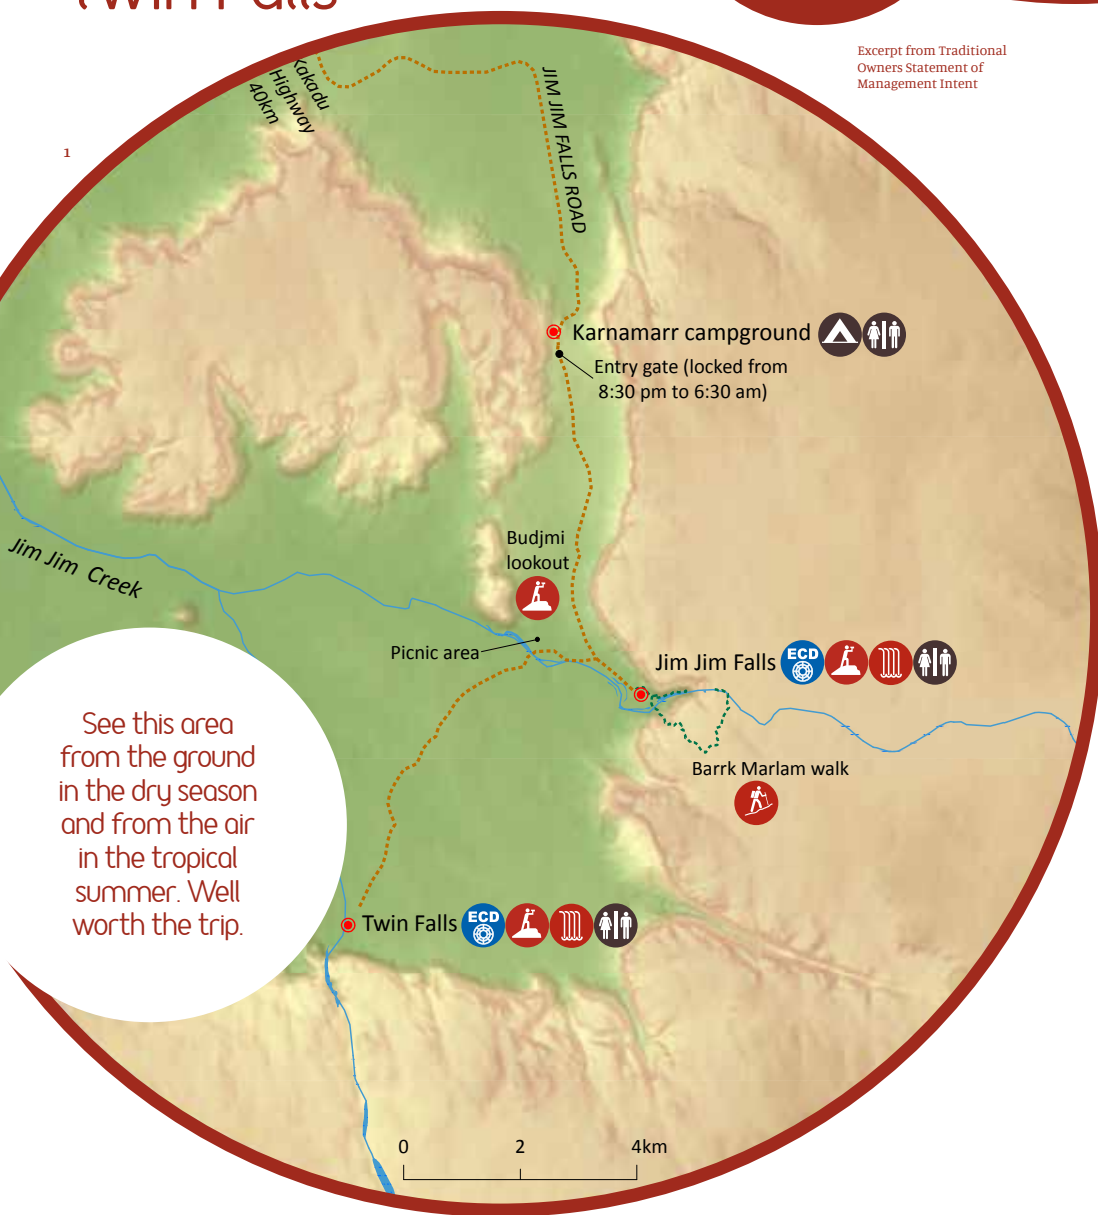 Twin Falls
Excerpt from Traditional
Owners Statement of
Management Intent
Kakadu
Highway
40km
JIM JIM FALLS ROAD
1
Karnamarr campground
Entry gate (locked from
8:30 pm to 6:30 am)
Budjmi
lookout
Jim Jim Creek
Picnic area
Jim Jim Falls
ECD
Barrk Marlam walk
See this area
from the ground
in the dry season
and from the air
in the tropical
summer. Well
worth the trip.
Twin Falls
ECD
0 2 4km